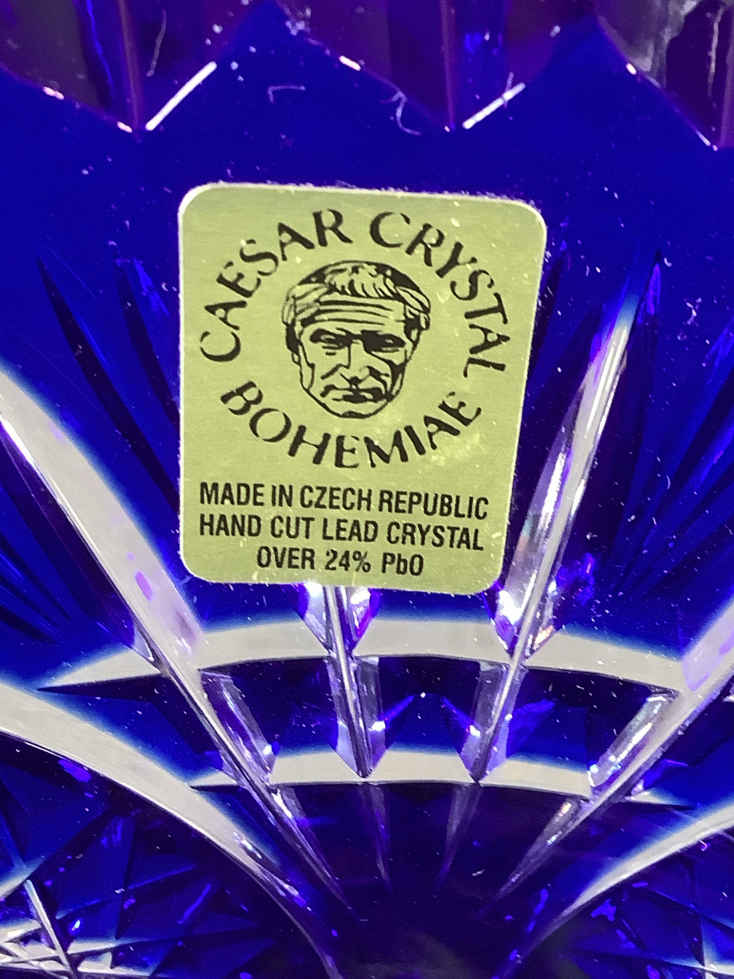 CAESAR CRYSTAL
BOHEMIAE
MADE IN CZECH REPUBLIC
HAND CUT LEAD CRYSTAL
OVER 24% PbO